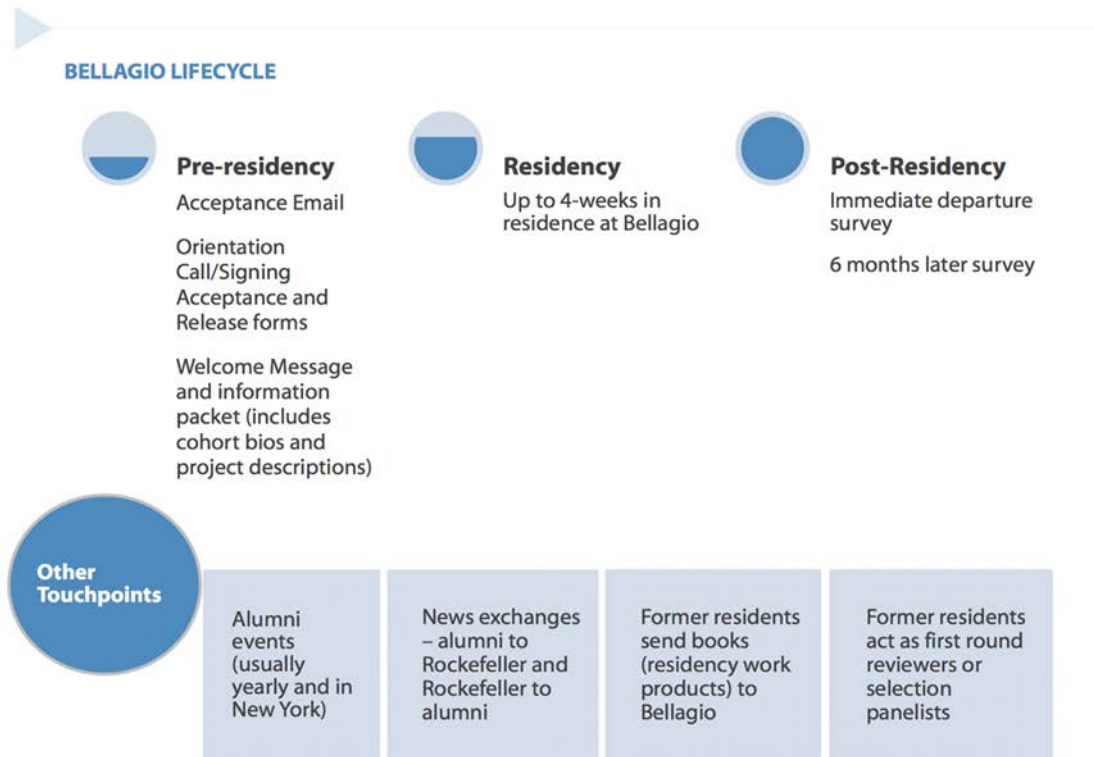 BELLAGIO LIFECYCLE
Pre-residency
Acceptance Email
Orientation
Call/Signing
Acceptance and
Release forms
Welcome Message
and information
packet (includes
cohort bios and
project descriptions)
Residency
Up to 4-weeks in
residence at Bellagio
Post-Residency
Immediate departure
survey
6 months later survey
Other
Touchpoints
Alumni
events
(usually
yearly and in
New York)
News exchanges
– alumni to
Rockefeller and
Rockefeller to
alumni
Former residents
send books
(residency work
products) to
Bellagio
Former residents
act as first round
reviewers or
selection
panelists